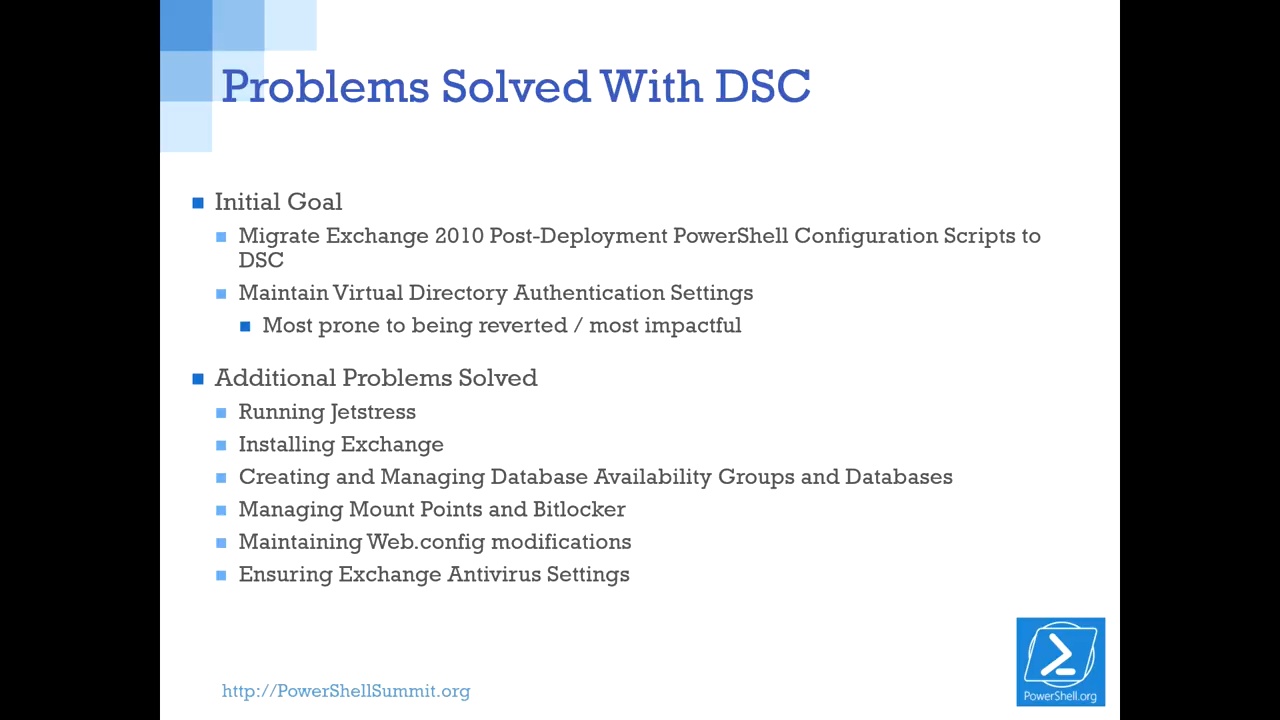 Problems Solved With DSC
Initial Goal
Migrate Exchange 2010 Post-Deployment PowerShell Configuration Scripts to
DSC
Maintain Virtual Directory Authentication Settings
Most prone to being reverted / most impactful
Additional Problems Solved
Running Jetstress
Installing Exchange
Creating and Managing Database Availability Groups and Databases
Managing Mount Points and Bitlocker
Maintaining Web.config modifications
Ensuring Exchange Antivirus Settings
http://PowerShellSummit.org
PowerShell.org